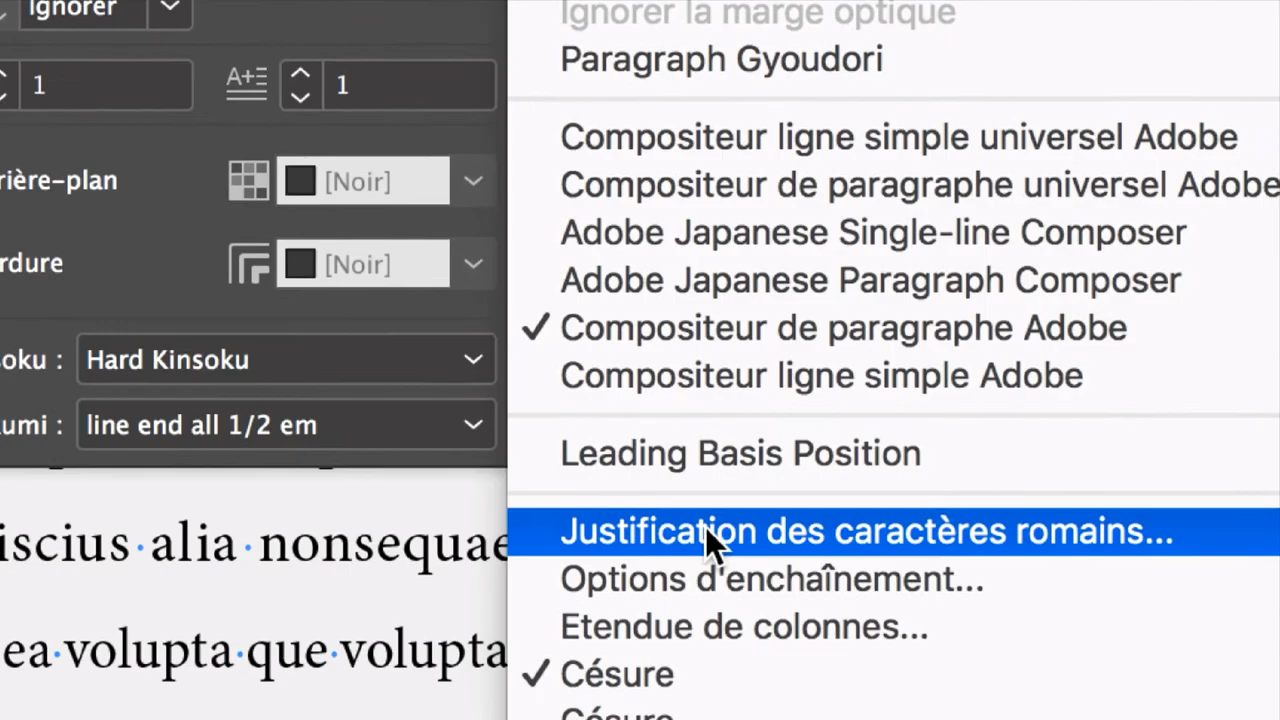 Ignorer
1
A+
1
rière-plan
[Noir]
rdure
[Noir]
oku :
Hard Kinsoku
umi :
line end all 1/2 em
iscius alia nonsequae
ea volupta que volupta
Ignorer la marge optique
Paragraph Gyoudori
Compositeur ligne simple universel Adobe
Compositeur de paragraphe universel Adobe
Adobe Japanese Single-line Composer
Adobe Japanese Paragraph Composer
✓ Compositeur de paragraphe Adobe
Compositeur ligne simple Adobe
Leading Basis Position
Justification des caractères romains...
Options d'enchaînement...
Etendue de colonnes...
✓ Césure
Césure